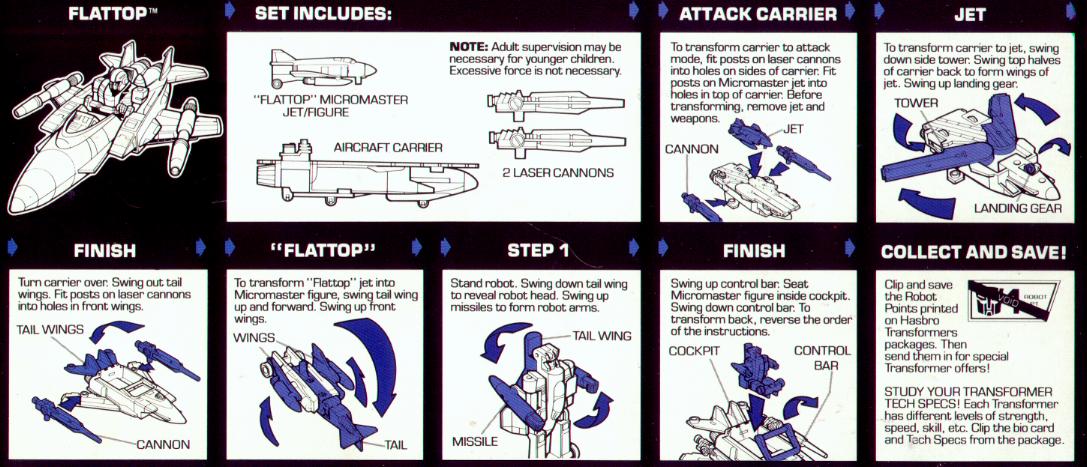 FLATTOP™
SET INCLUDES:
NOTE: Adult supervision may be
necessary for younger children.
Excessive force is not necessary.
"FLATTOP" MICROMASTER
JET/FIGURE
AIRCRAFT CARRIER
2 LASER CANNONS
ATTACK CARRIER
To transform carrier to attack
mode, fit posts on laser cannons
into holes on sides of carrier. Fit
posts on Micromaster jet into
holes in top of carrier. Before
transforming, remove jet and
weapons.
JET
CANNON
JET
To transform carrier to jet, swing
down side tower. Swing top halves
of carrier back to form wings of
jet. Swing up landing gear.
TOWER
LANDING GEAR
FINISH
Turn carrier over. Swing out tail
wings. Fit posts on laser cannons
into holes in front wings.
TAIL WINGS
CANNON
"FLATTOP"
To transform "Flattop" jet into
Micromaster figure, swing tail wing
up and forward. Swing up front
wings.
WINGS
TAIL
STEP 1
Stand robot. Swing down tail wing
to reveal robot head. Swing up
missiles to form robot arms.
TAIL WING
MISSILE
FINISH
Swing up control bar. Seat
Micromaster figure inside cockpit.
Swing down control bar. To
transform back, reverse the order
of the instructions.
COCKPIT
CONTROL
BAR
COLLECT AND SAVE!
Clip and save
the Robot
Points printed
on Hasbro
Transformers
packages. Then
send them in for special
Transformer offers!
VOID
ROBOT
STUDY YOUR TRANSFORMER
TECH SPECS! Each Transformer
has different levels of strength,
speed, skill, etc. Clip the bio card
and Tech Specs from the package.